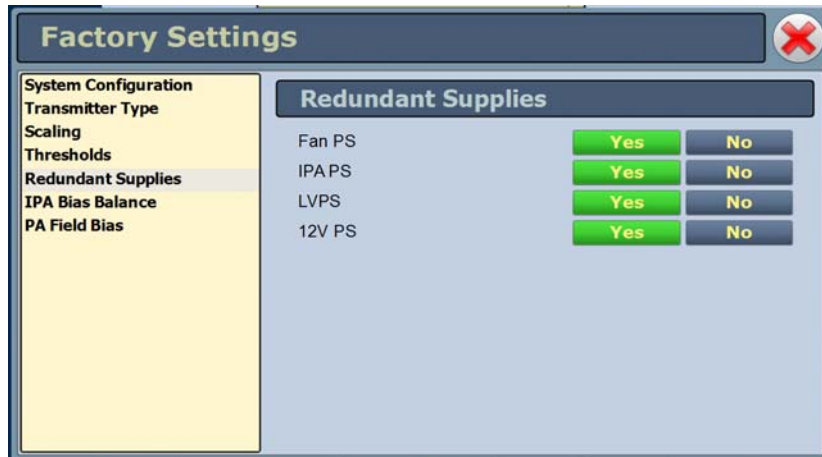 Factory Settings
System Configuration
Transmitter Type
Scaling
Thresholds
Redundant Supplies
IPA Bias Balance
PA Field Bias
Redundant Supplies
Fan PS Yes No
IPA PS Yes No
LVPS Yes No
12V PS Yes No